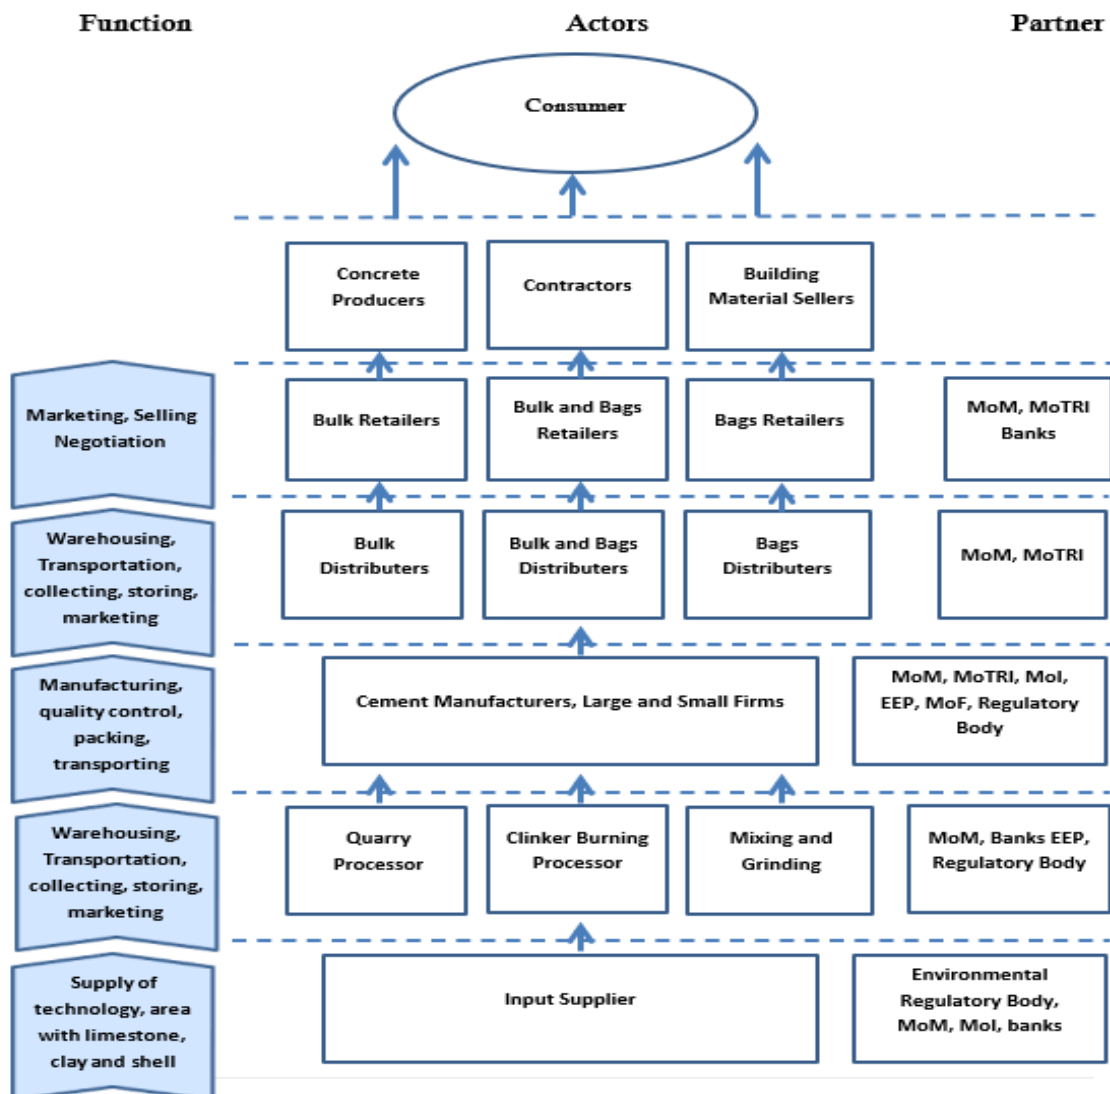 Function
Actors
Partner
Consumer
Concrete
Producers
Contractors
Building
Material Sellers
Marketing, Selling
Negotiation
Bulk Retailers
Bulk and Bags
Retailers
Bags Retailers
MoM, MoTRI
Banks
Warehousing,
Transportation,
collecting, storing,
marketing
Bulk
Distributers
Bulk and Bags
Distributers
Bags
Distributers
MoM, MoTRI
Manufacturing,
quality control,
packing,
transporting
Cement Manufacturers, Large and Small Firms
MoM, MoTRI, MoI,
EEP, MoF, Regulatory
Body
Warehousing,
Transportation,
collecting, storing,
marketing
Quarry
Processor
Clinker Burning
Processor
Mixing and
Grinding
MoM, Banks EEP,
Regulatory Body
Supply of
technology, area
with limestone,
clay and shell
Input Supplier
Environmental
Regulatory Body,
MoM, MoI, banks